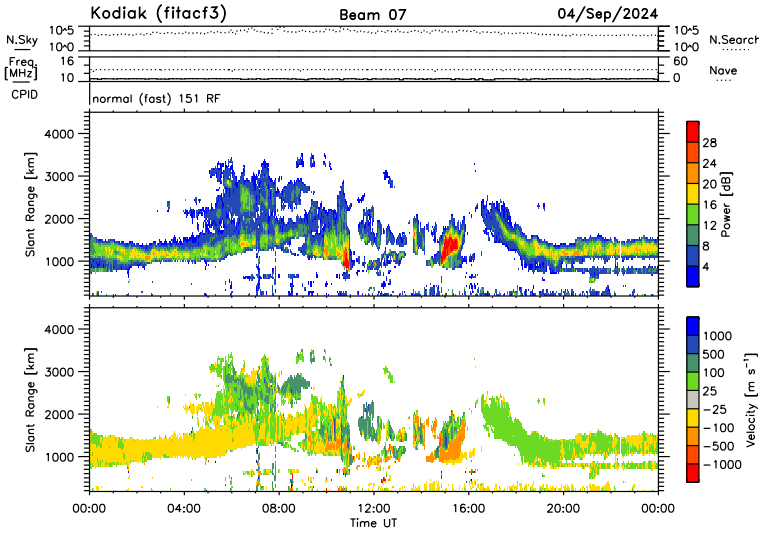 Kodiak (fitacf3) Beam 07 04/Sep/2024
N.Sky 10^5 10^0 10^5 10^0 N.Search
Freq. [MHz] 16 10 60 0 Nave
CPID normal (fast) 151 RF
Slant Range [km]
4000
3000
2000
1000
28
24
20
16
12
8
4
Power [dB]
Slant Range [km]
4000
3000
2000
1000
1000
500
100
25
-25
-100
-500
-1000
Velocity [m s^-1]
00:00 04:00 08:00 12:00 16:00 20:00 00:00
Time UT